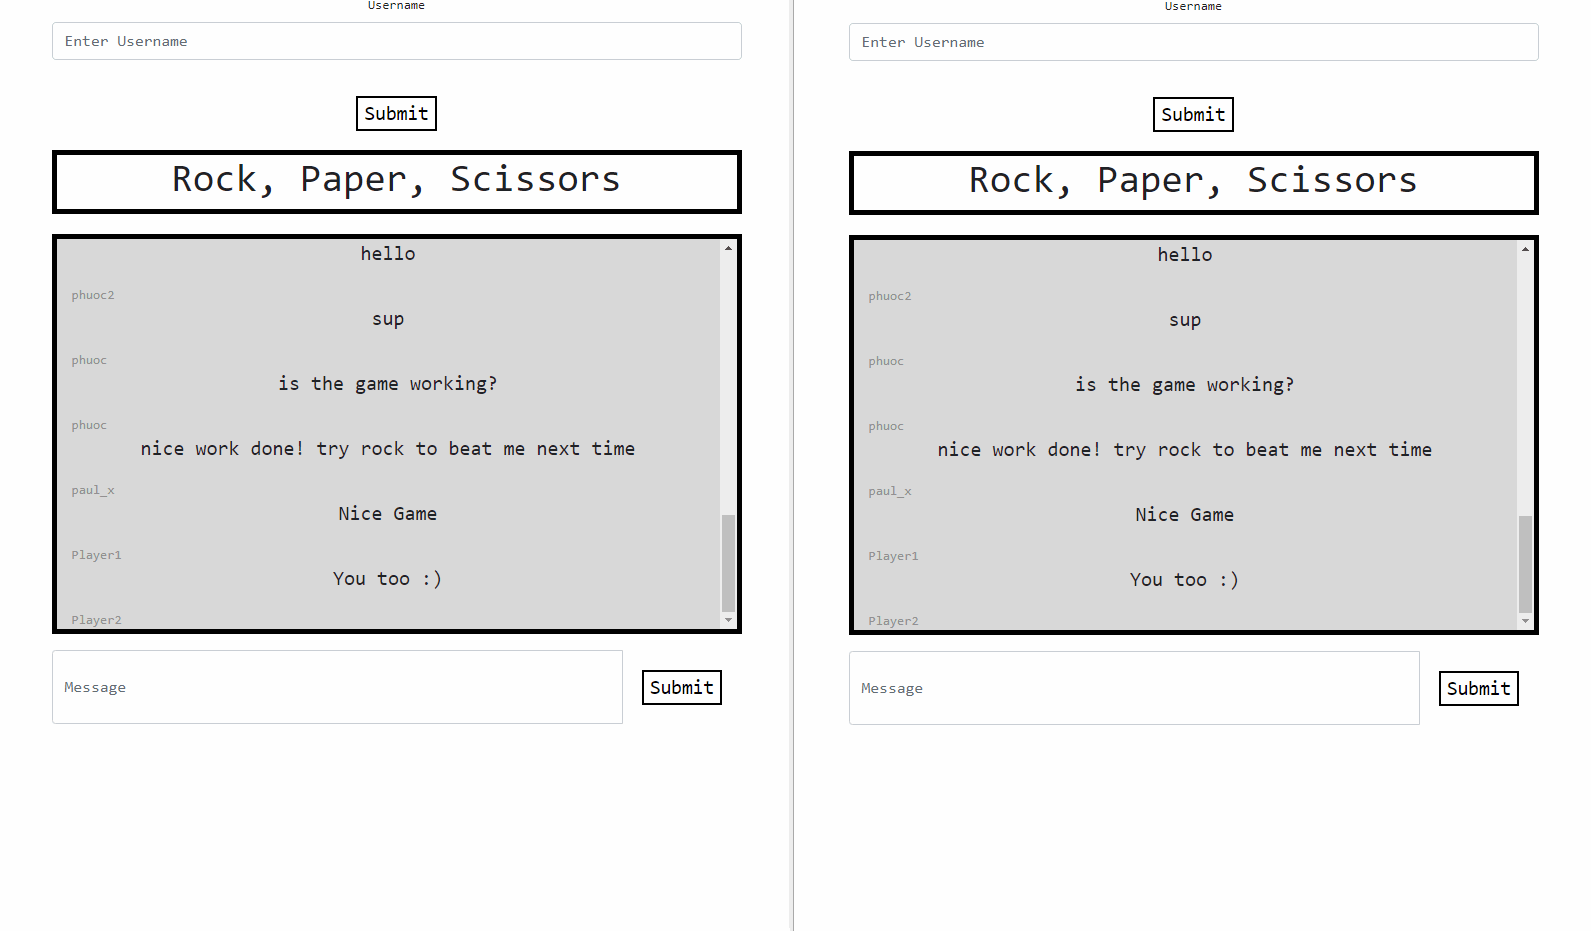 Username
Enter Username
Submit
Rock, Paper, Scissors
hello
phuoc2
sup
phuoc
is the game working?
phuoc
nice work done! try rock to beat me next time
paul_x
Nice Game
Player1
You too :)
Player2
Message
Submit
Username
Enter Username
Submit
Rock, Paper, Scissors
hello
phuoc2
sup
phuoc
is the game working?
phuoc
nice work done! try rock to beat me next time
paul_x
Nice Game
Player1
You too :)
Player2
Message
Submit